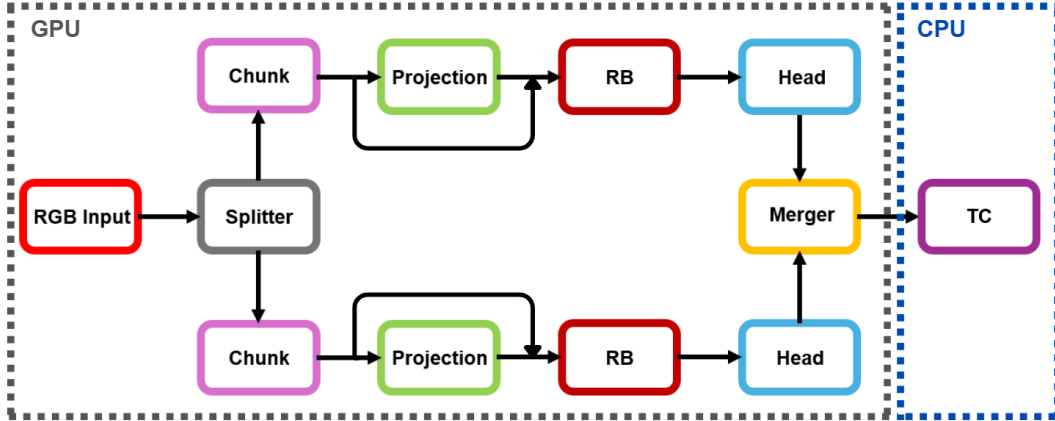 GPU
CPU
Chunk
Projection
RB
Head
RGB Input
Splitter
Merger
TC
Chunk
Projection
RB
Head